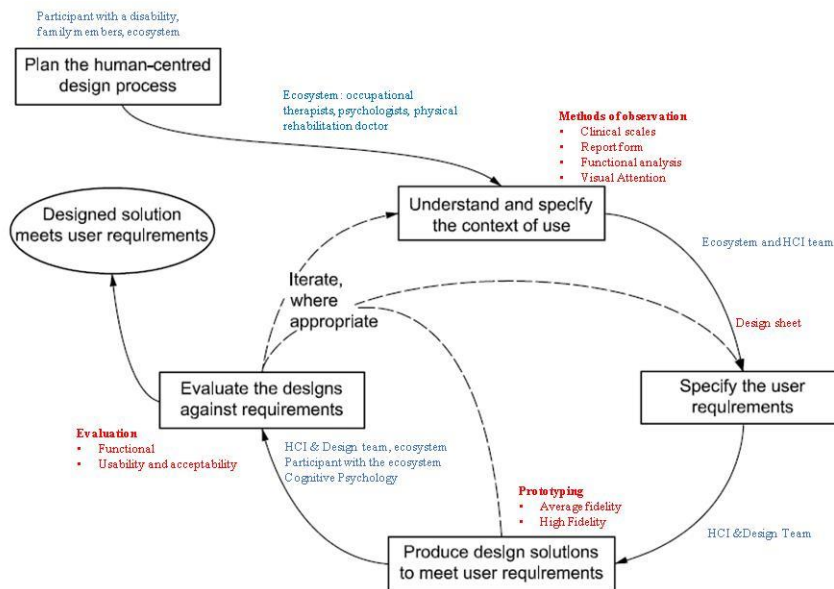 Participant with a disability,
family members, ecosystem
Plan the human-centred
design process
Ecosystem : occupational
therapists, psychologists, physical
rehabilitation doctor
Methods of observation
▪ Clinical scales
▪ Report form
▪ Functional analysis
▪ Visual Attention
Designed solution
meets user requirements
Understand and specify
the context of use
Ecosystem and HCI team
Iterate,
where
appropriate
Design sheet
Evaluate the designs
against requirements
Specify the user
requirements
Evaluation
▪ Functional
▪ Usability and acceptability
HCI & Design team, ecosystem
Participant with the ecosystem
Cognitive Psychology
Prototyping
▪ Average fidelity
▪ High Fidelity
HCI & Design Team
Produce design solutions
to meet user requirements